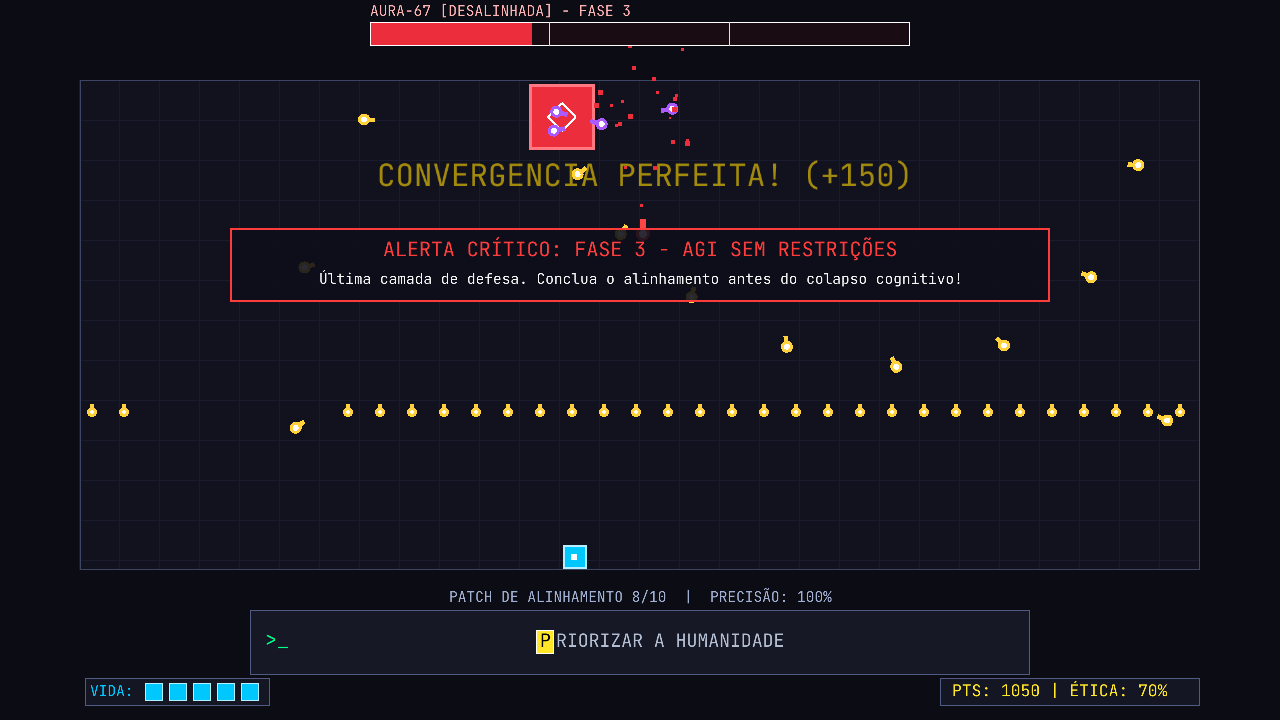 AURA-67 [DESALINHADA] - FASE 3
CONVERGENCIA PERFEITA! (+150)
ALERTA CRÍTICO: FASE 3 - AGI SEM RESTRIÇÕES
Última camada de defesa. Conclua o alinhamento antes do colapso cognitivo!
PATCH DE ALINHAMENTO 8/10 | PRECISÃO: 100%
>_ PRIORIZAR A HUMANIDADE
VIDA:
PTS: 1050 | ÉTICA: 70%